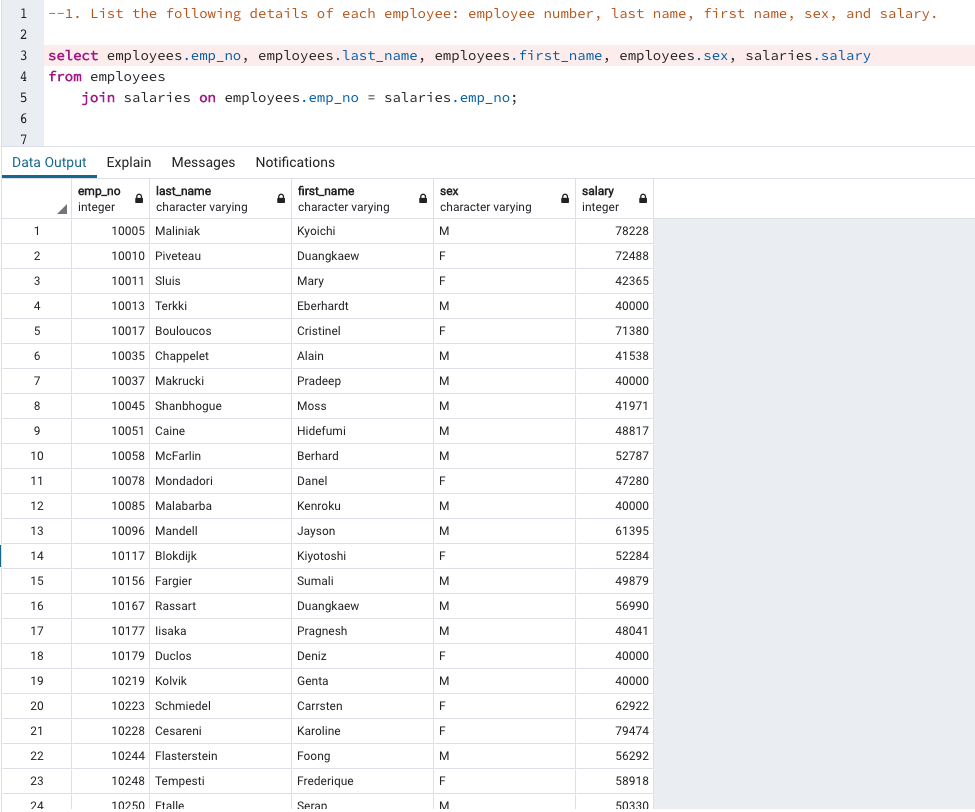 1 --1. List the following details of each employee: employee number, last name, first name, sex, and salary.
2
3 select employees.emp_no, employees.last_name, employees.first_name, employees.sex, salaries.salary
4 from employees
5 join salaries on employees.emp_no = salaries.emp_no;
6
7
Data Output Explain Messages Notifications
emp_no last_name first_name sex salary
integer character varying character varying character varying integer
1 10005 Maliniak Kyoichi M 78228
2 10010 Piveteau Duangkaew F 72488
3 10011 Sluis Mary F 42365
4 10013 Terkki Eberhardt M 40000
5 10017 Bouloucos Cristinel F 71380
6 10035 Chappelet Alain M 41538
7 10037 Makrucki Pradeep M 40000
8 10045 Shanbhogue Moss M 41971
9 10051 Caine Hidefumi M 48817
10 10058 McFarlin Berhard M 52787
11 10078 Mondadori Danel F 47280
12 10085 Malabarba Kenroku M 40000
13 10096 Mandell Jayson M 61395
14 10117 Blokdijk Kiyotoshi F 52284
15 10156 Fargier Sumali M 49879
16 10167 Rassart Duangkaew M 56990
17 10177 Iisaka Pragnesh M 48041
18 10179 Duclos Deniz F 40000
19 10219 Kolvik Genta M 40000
20 10223 Schmiedel Carrsten F 62922
21 10228 Cesareni Karoline F 79474
22 10244 Flasterstein Foong M 56292
23 10248 Tempesti Frederique F 58918
24 10250 Etalle Serap M 50330